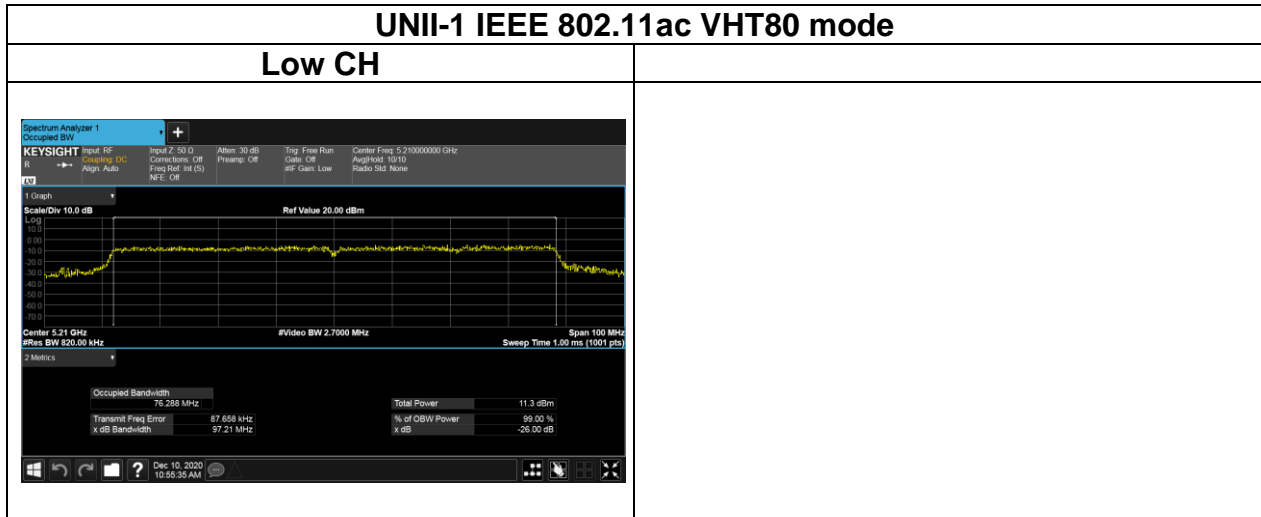 UNII-1 IEEE 802.11ac VHT80 mode
Low CH
Spectrum Analyzer 1
Occupied BW
KEYSIGHT
R
LXI
Input: RF
Coupling: DC
Align: Auto
Input Z: 50 Ω
Corrections: Off
Freq Ref: Int (S)
NFE: Off
Atten: 30 dB
Preamp: Off
Trig: Free Run
Gate: Off
#IF Gain: Low
Center Freq: 5.210000000 GHz
Avg|Hold: 10/10
Radio Std: None
1 Graph
Scale/Div 10.0 dB Ref Value 20.00 dBm
Log
10.0
0.00
-10.0
-20.0
-30.0
-40.0
-50.0
-60.0
-70.0
Center 5.21 GHz #Video BW 2.7000 MHz Span 100 MHz
#Res BW 820.00 kHz Sweep Time 1.00 ms (1001 pts)
2 Metrics
Occupied Bandwidth
76.288 MHz Total Power 11.3 dBm
Transmit Freq Error 87.658 kHz % of OBW Power 99.00 %
x dB Bandwidth 97.21 MHz x dB -26.00 dB
? Dec 10, 2020
10:55:35 AM